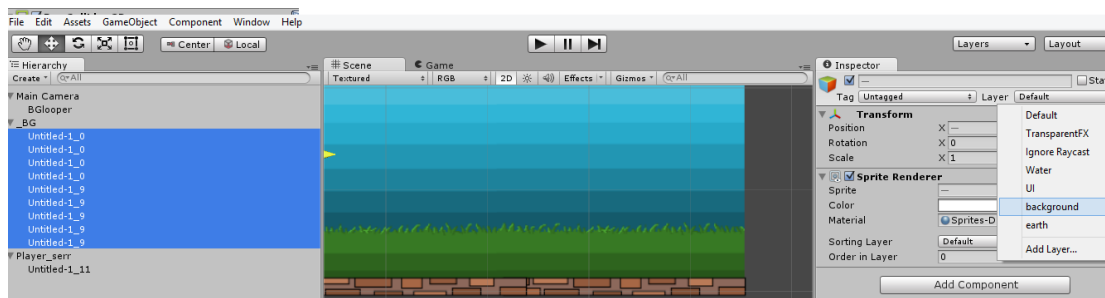 File Edit Assets GameObject Component Window Help
Center Local Layers Layout
Hierarchy
Create All
Main Camera
BGlooper
_BG
Untitled-1_0
Untitled-1_0
Untitled-1_0
Untitled-1_0
Untitled-1_9
Untitled-1_9
Untitled-1_9
Untitled-1_9
Untitled-1_9
Player_serr
Untitled-1_11
Scene Game
Textured RGB 2D Effects Gizmos All
Inspector
— Sta
Tag Untagged Layer Default
Transform
Position X —
Rotation X 0
Scale X 1
Sprite Renderer
Sprite —
Color
Material Sprites-D
Sorting Layer Default
Order in Layer 0
Add Component
Default
TransparentFX
Ignore Raycast
Water
UI
background
earth
Add Layer...